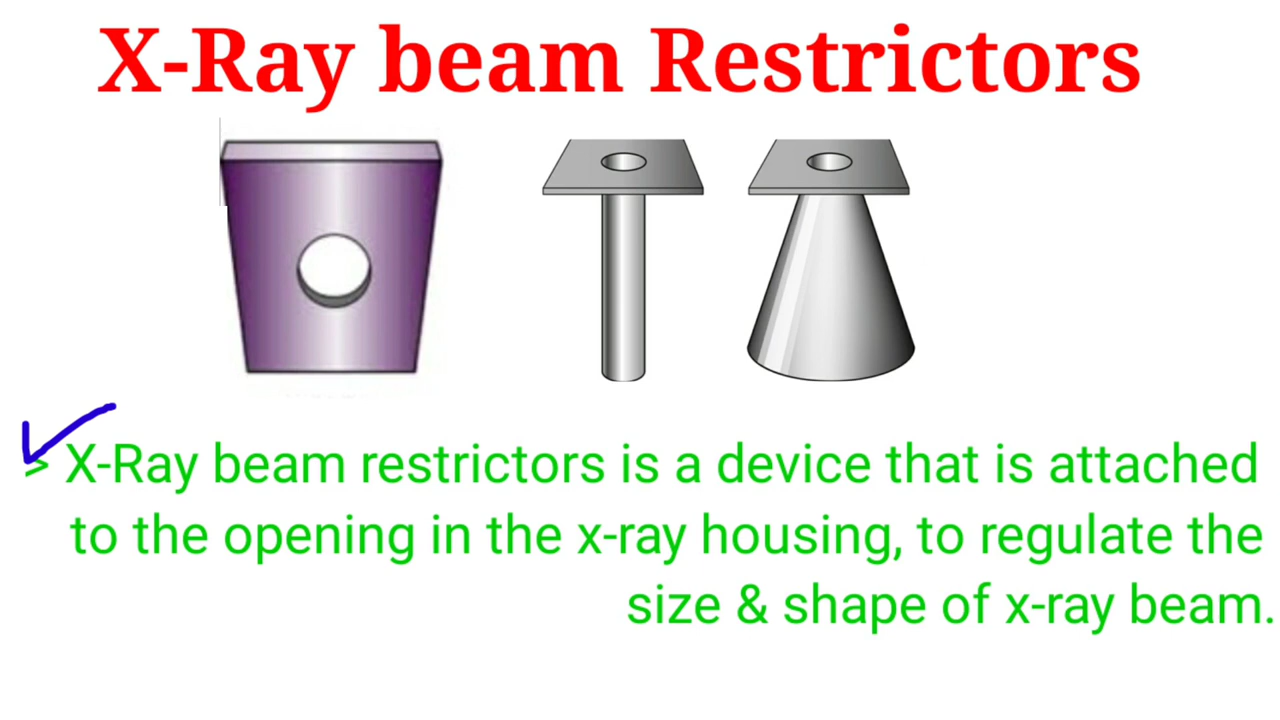 X-Ray beam Restrictors
> X-Ray beam restrictors is a device that is attached
to the opening in the x-ray housing, to regulate the
size & shape of x-ray beam.